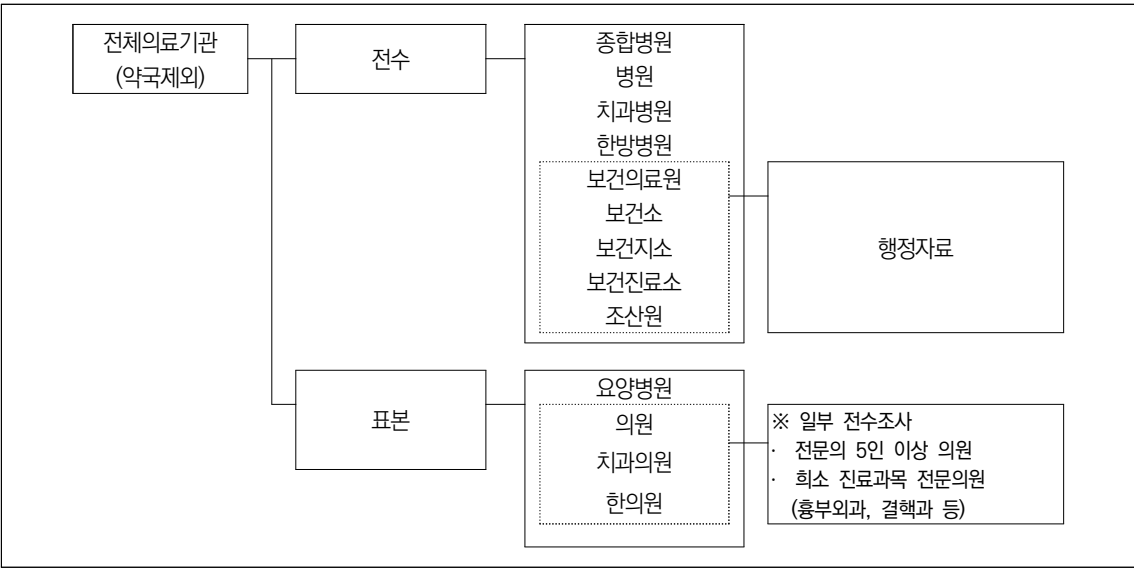 전체의료기관
(약국제외)
전수
종합병원
병원
치과병원
한방병원
보건의료원
보건소
보건지소
보건진료소
조산원
행정자료
표본
요양병원
의원
치과의원
한의원
※ 일부 전수조사
· 전문의 5인 이상 의원
· 희소 진료과목 전문의원
(흉부외과, 결핵과 등)